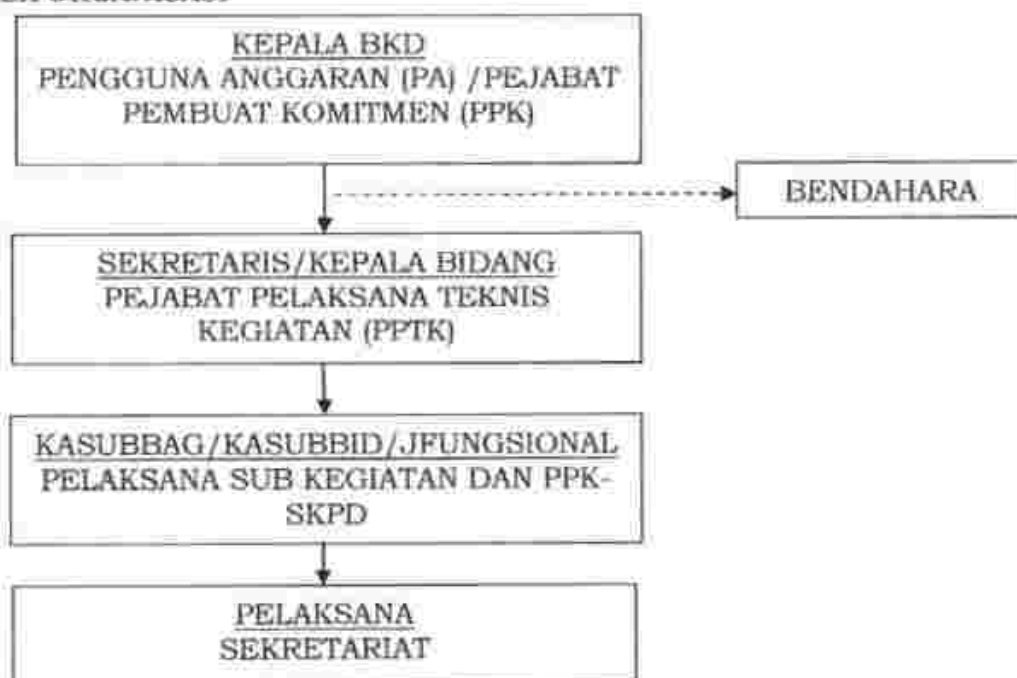 KEPALA BKD
PENGGUNA ANGGARAN (PA) /PEJABAT
PEMBUAT KOMITMEN (PPK)
BENDAHARA
SEKRETARIS/KEPALA BIDANG
PEJABAT PELAKSANA TEKNIS
KEGIATAN (PPTK)
KASUBBAG/KASUBBID/JFUNGSIONAL
PELAKSANA SUB KEGIATAN DAN PPK-
SKPD
PELAKSANA
SEKRETARIAT